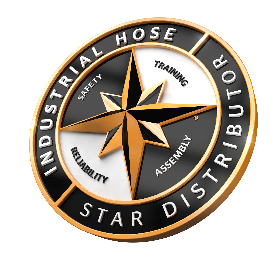 INDUSTRIAL HOSE
SAFETY
TRAINING
RELIABILITY
ASSEMBLY
STAR DISTRIBUTOR